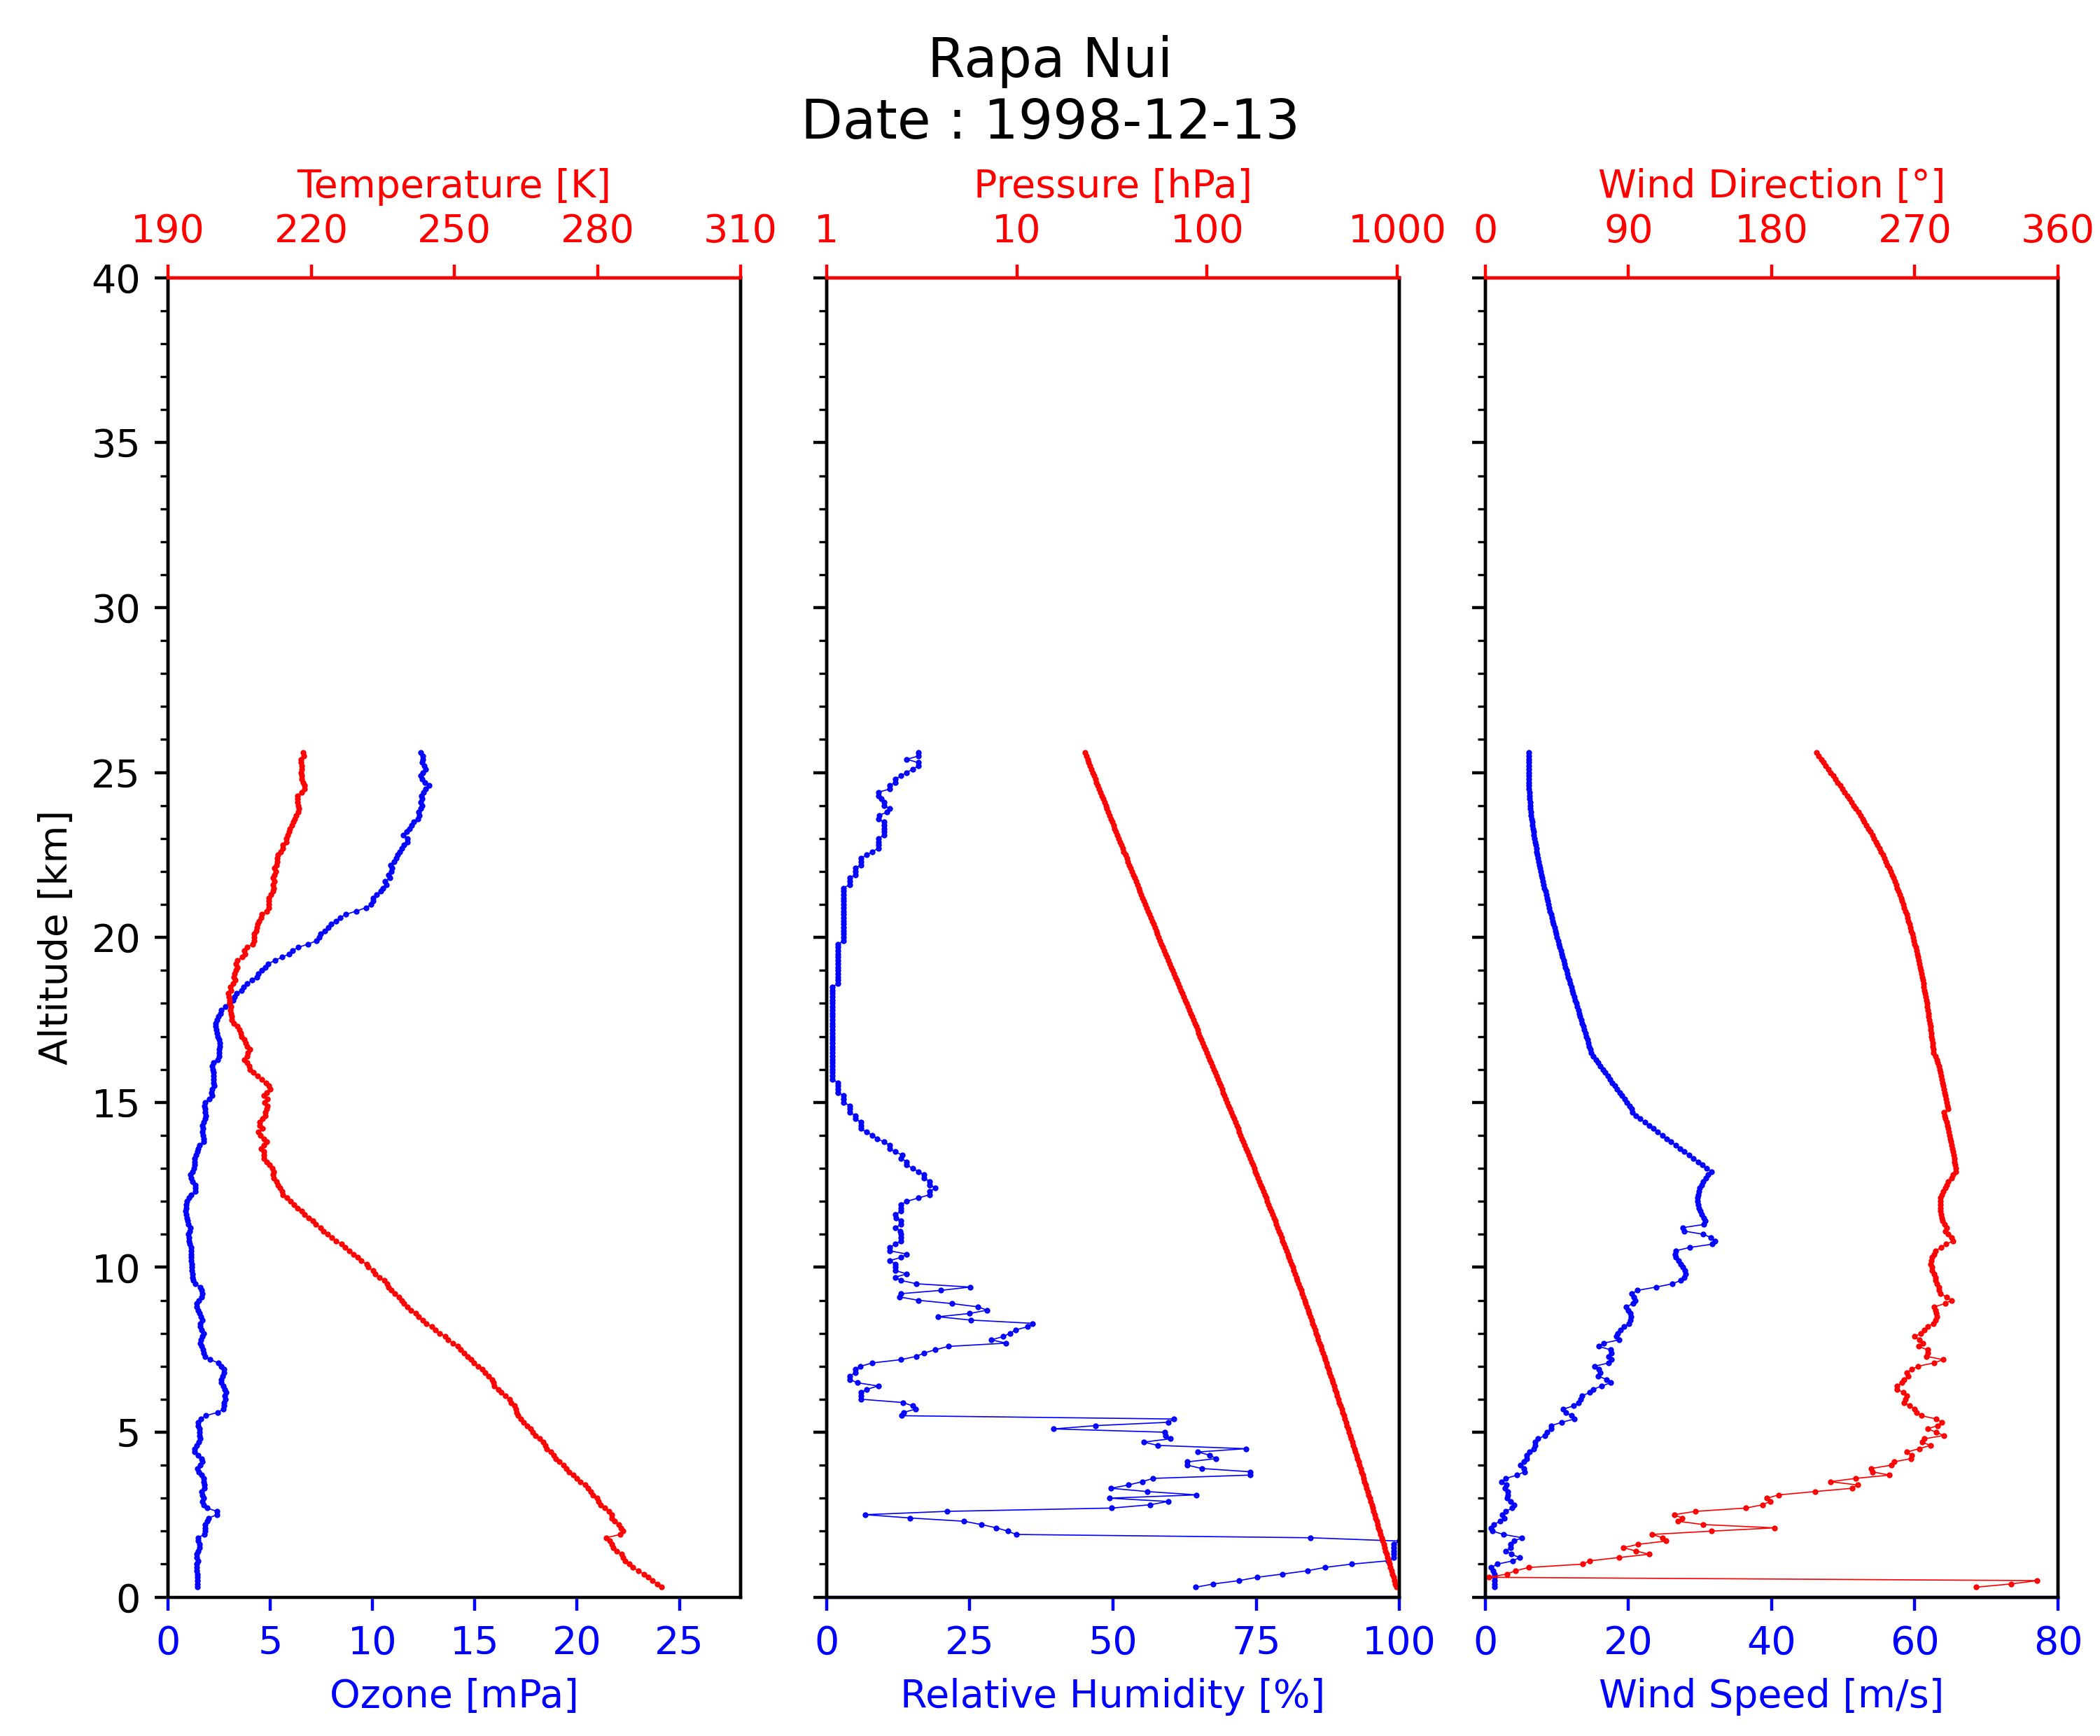 Rapa Nui
Date : 1998-12-13
Temperature [K]
190 220 250 280 310
Pressure [hPa]
1 10 100 1000
Wind Direction [°]
0 90 180 270 360
Altitude [km]
40
35
30
25
20
15
10
5
0
0 5 10 15 20 25
Ozone [mPa]
0 25 50 75 100
Relative Humidity [%]
0 20 40 60 80
Wind Speed [m/s]